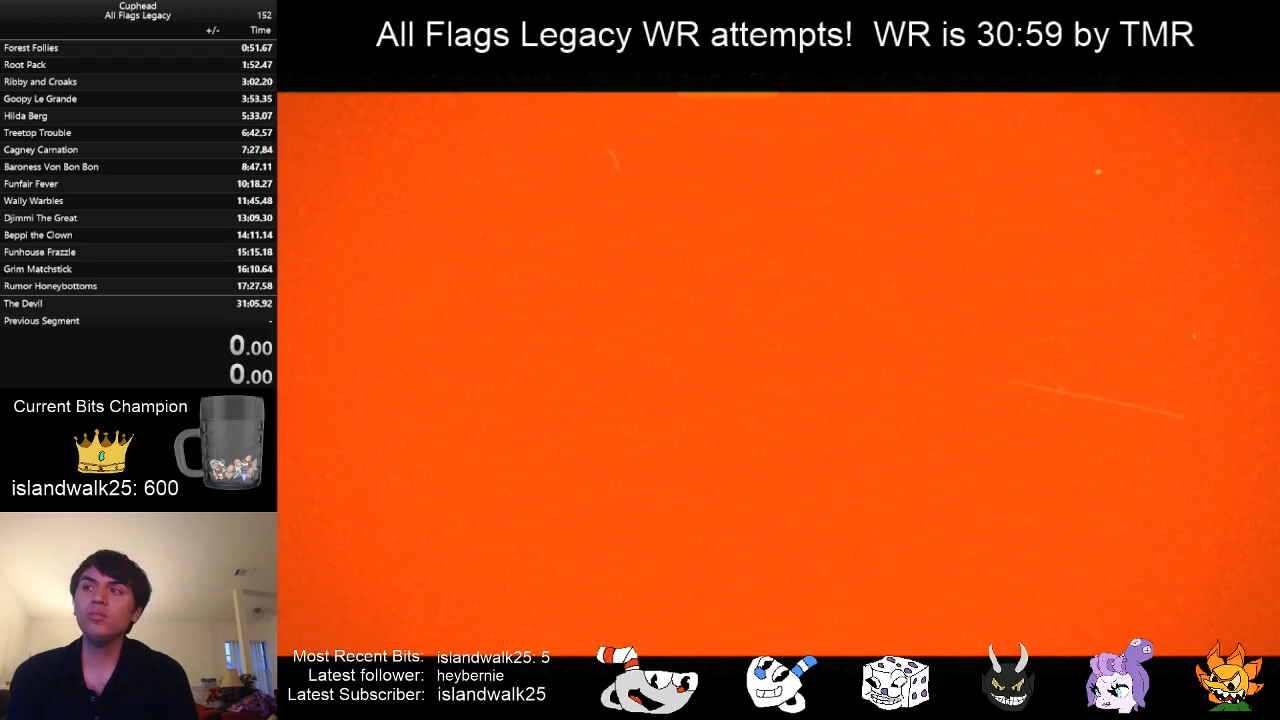 Cuphead
All Flags Legacy 152
+/- Time
Forest Follies 0:51.67
Root Pack 1:52.47
Ribby and Croaks 3:02.20
Goopy Le Grande 3:53.35
Hilda Berg 5:33.07
Treetop Trouble 6:42.57
Cagney Carnation 7:27.84
Baroness Von Bon Bon 8:47.11
Funfair Fever 10:18.27
Wally Warbles 11:45.48
Djimmi The Great 13:09.30
Beppi the Clown 14:11.14
Funhouse Frazzle 15:15.18
Grim Matchstick 16:10.64
Rumor Honeybottoms 17:27.58
The Devil 31:05.92
Previous Segment -
0.00
0.00
Current Bits Champion
islandwalk25: 600
All Flags Legacy WR attempts!  WR is 30:59 by TMR
Most Recent Bits: islandwalk25: 5
Latest follower: heybernie
Latest Subscriber: islandwalk25